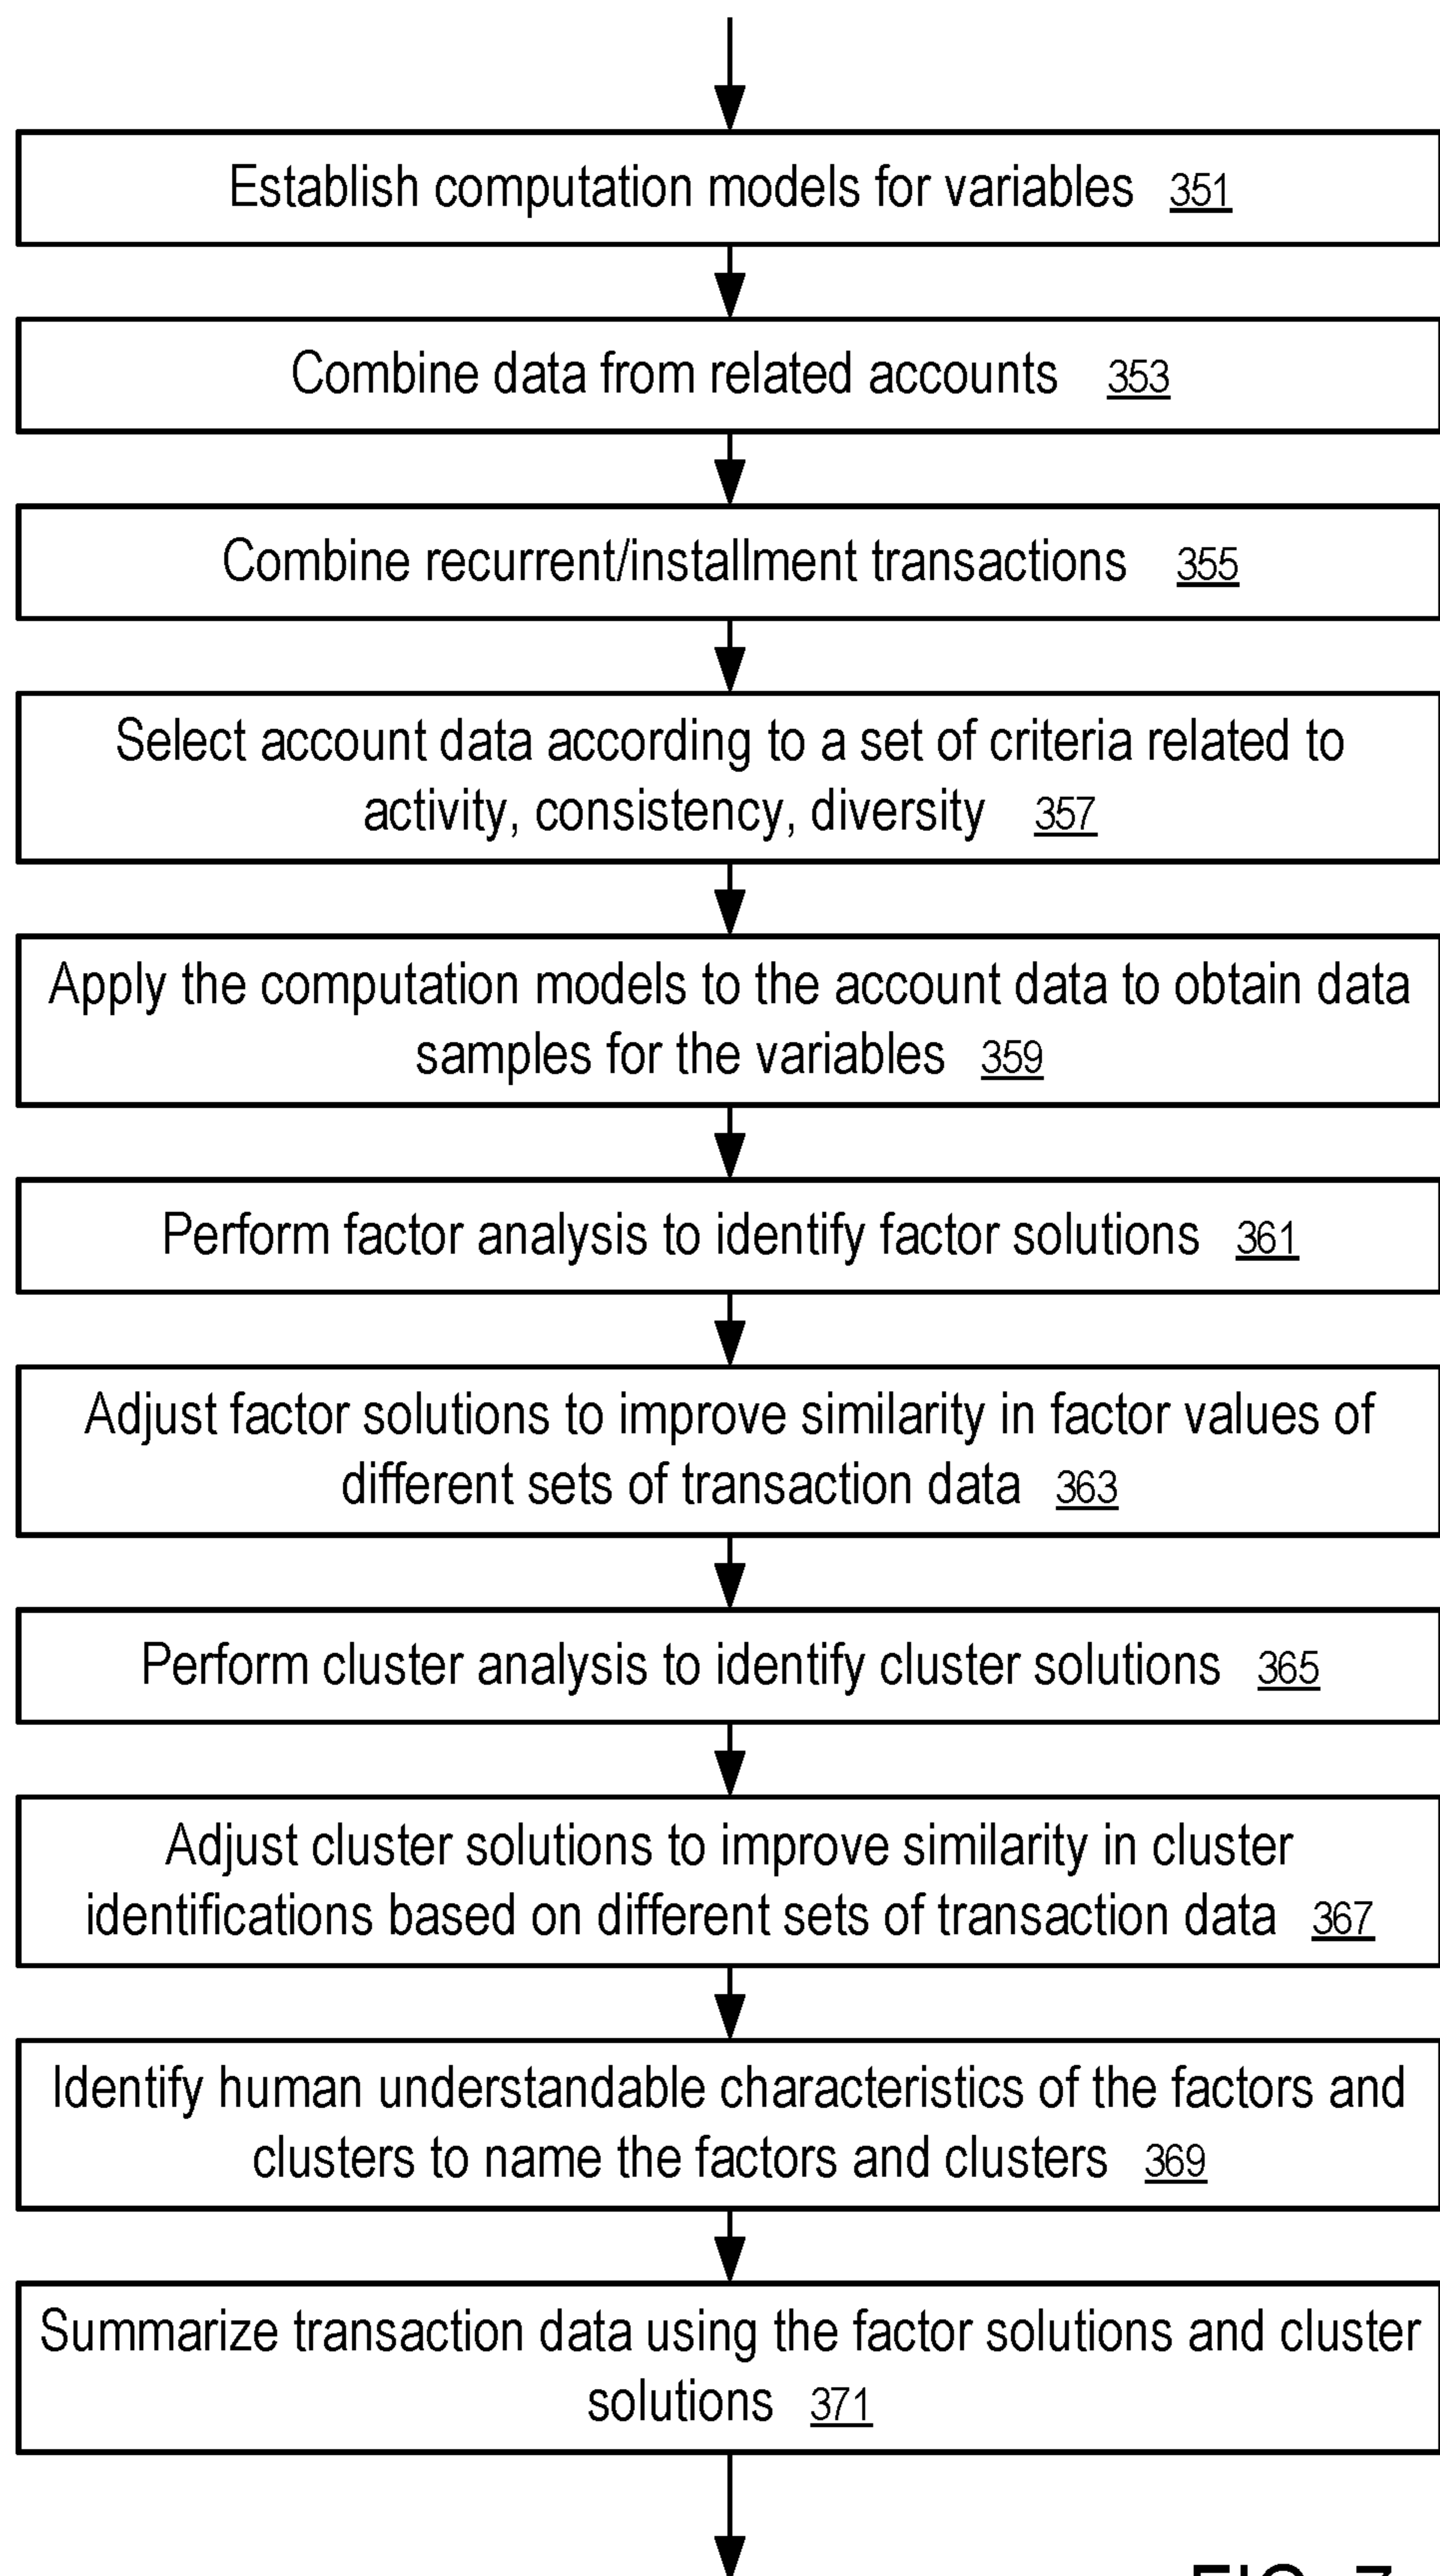 Establish computation models for variables 351
Combine data from related accounts 353
Combine recurrent/installment transactions 355
Select account data according to a set of criteria related to
activity, consistency, diversity 357
Apply the computation models to the account data to obtain data
samples for the variables 359
Perform factor analysis to identify factor solutions 361
Adjust factor solutions to improve similarity in factor values of
different sets of transaction data 363
Perform cluster analysis to identify cluster solutions 365
Adjust cluster solutions to improve similarity in cluster
identifications based on different sets of transaction data 367
Identify human understandable characteristics of the factors and
clusters to name the factors and clusters 369
Summarize transaction data using the factor solutions and cluster
solutions 371